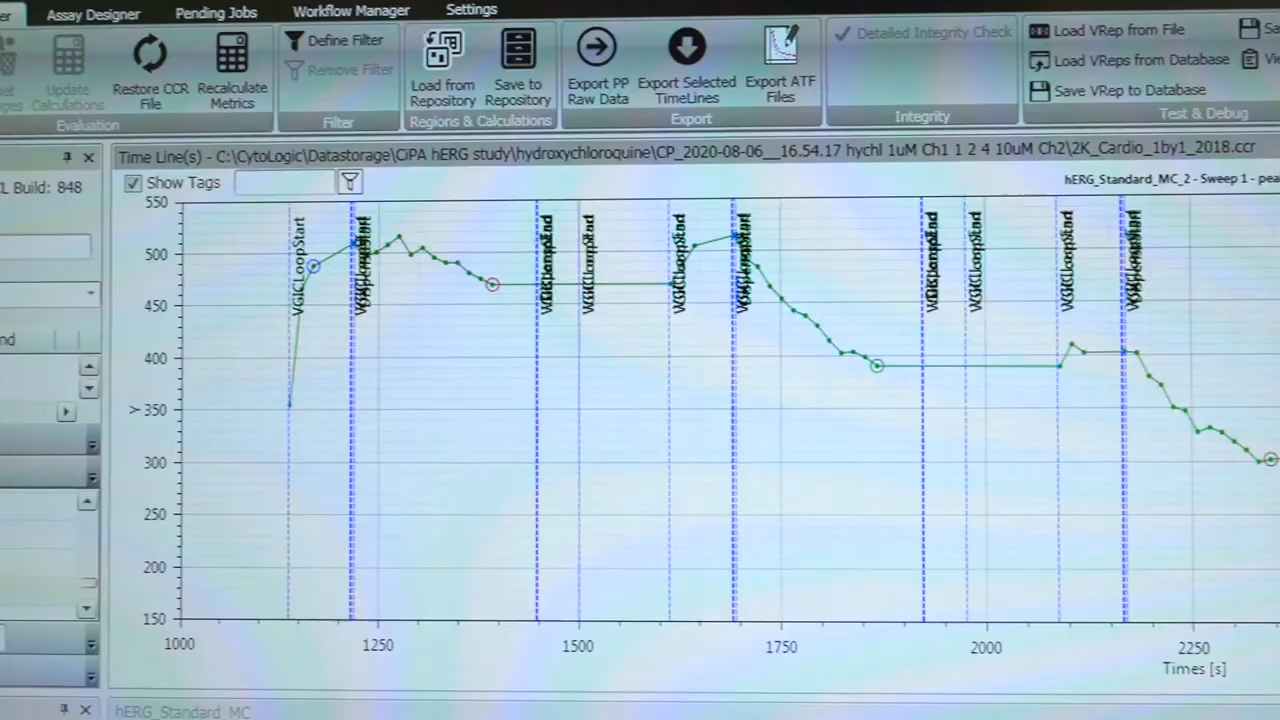 er
Assay Designer
Pending Jobs
Workflow Manager
Settings
Update
Calculations
Restore CCR
File
Recalculate
Metrics
Evaluation
Define Filter
Remove Filter
Filter
Load from
Repository
Save to
Repository
Regions & Calculations
Export PP
Raw Data
Export Selected
TimeLines
Export ATF
Files
Export
Detailed Integrity Check
Integrity
Load VRep from File
Load VReps from Database
Save VRep to Database
Sa
Vie
Test & Debug
Time Line(s) - C:\CytoLogic\Datastorage\CiPA hERG study\hydroxychloroquine\CP_2020-08-06__16.54.17 hychl 1uM Ch1 1 2 4 10uM Ch2\2K_Cardio_1by1_2018.ccr
L Build: 848
Show Tags
hERG_Standard_MC_2 - Sweep 1 - pea
nd
550
500
450
400
350
300
250
200
150
Y
VGICLoopStart
1000
1250
1500
1750
2000
2250
Times [s]
hERG_Standard_MC